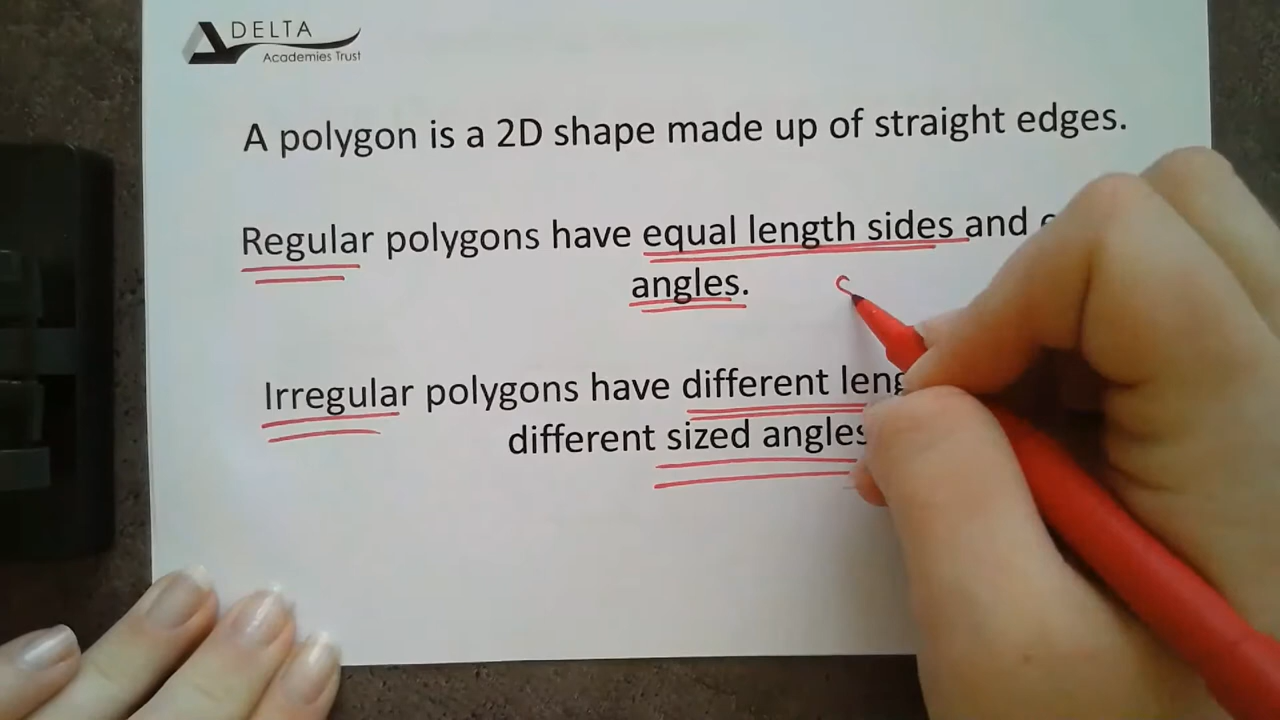 DELTA
Academies Trust
A polygon is a 2D shape made up of straight edges.
Regular polygons have equal length sides and
angles.
Irregular polygons have different
different sized angles